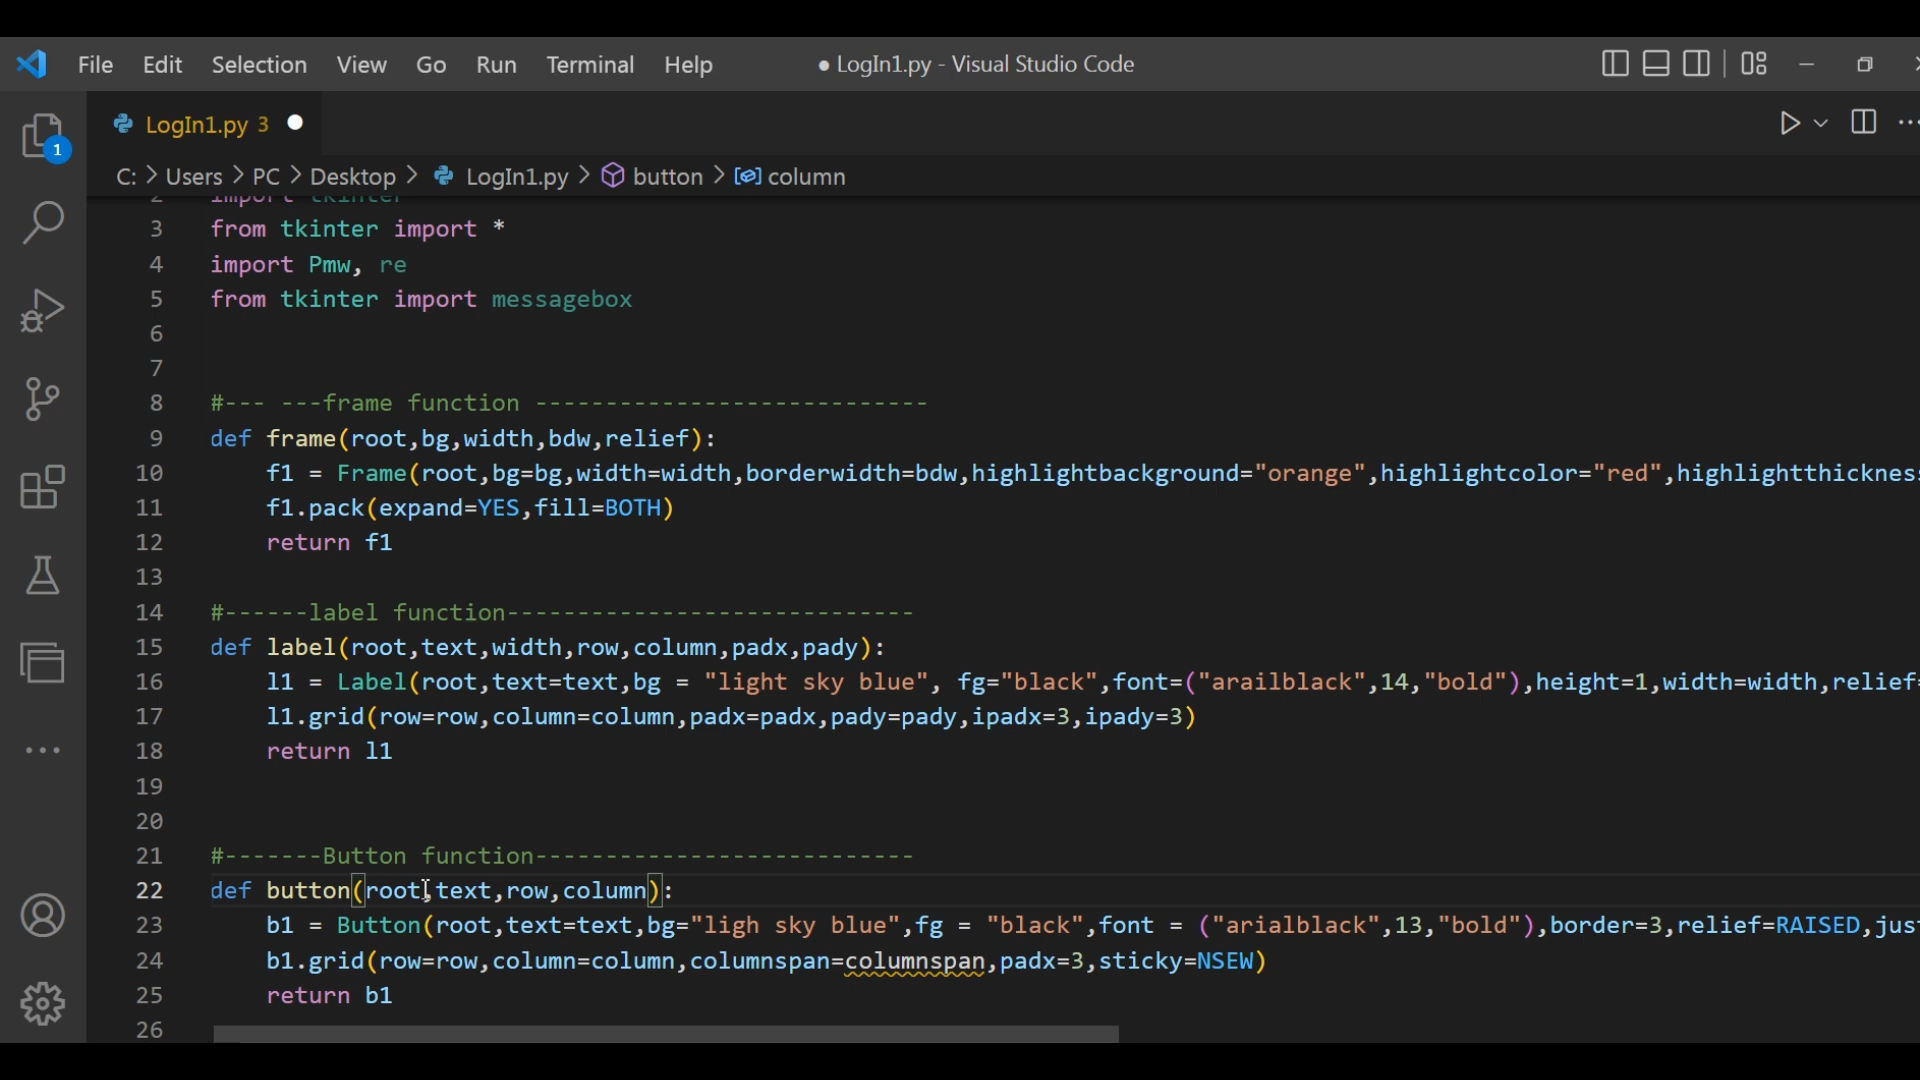 File Edit Selection View Go Run Terminal Help ● LogIn1.py - Visual Studio Code
LogIn1.py 3
1
C: > Users > PC > Desktop > LogIn1.py > button > column
2 import tkinter
3 from tkinter import *
4 import Pmw, re
5 from tkinter import messagebox
6
7
8 #--- ---frame function ----------------------------
9 def frame(root,bg,width,bdw,relief):
10 f1 = Frame(root,bg=bg,width=width,borderwidth=bdw,highlightbackground="orange",highlightcolor="red",highlightthickness
11 f1.pack(expand=YES,fill=BOTH)
12 return f1
13
14 #------label function-----------------------------
15 def label(root,text,width,row,column,padx,pady):
16 l1 = Label(root,text=text,bg = "light sky blue", fg="black",font=("arailblack",14,"bold"),height=1,width=width,relief=
17 l1.grid(row=row,column=column,padx=padx,pady=pady,ipadx=3,ipady=3)
18 return l1
19
20
21 #-------Button function---------------------------
22 def button(root,text,row,column):
23 b1 = Button(root,text=text,bg="ligh sky blue",fg = "black",font = ("arialblack",13,"bold"),border=3,relief=RAISED,jus
24 b1.grid(row=row,column=column,columnspan=columnspan,padx=3,sticky=NSEW)
25 return b1
26